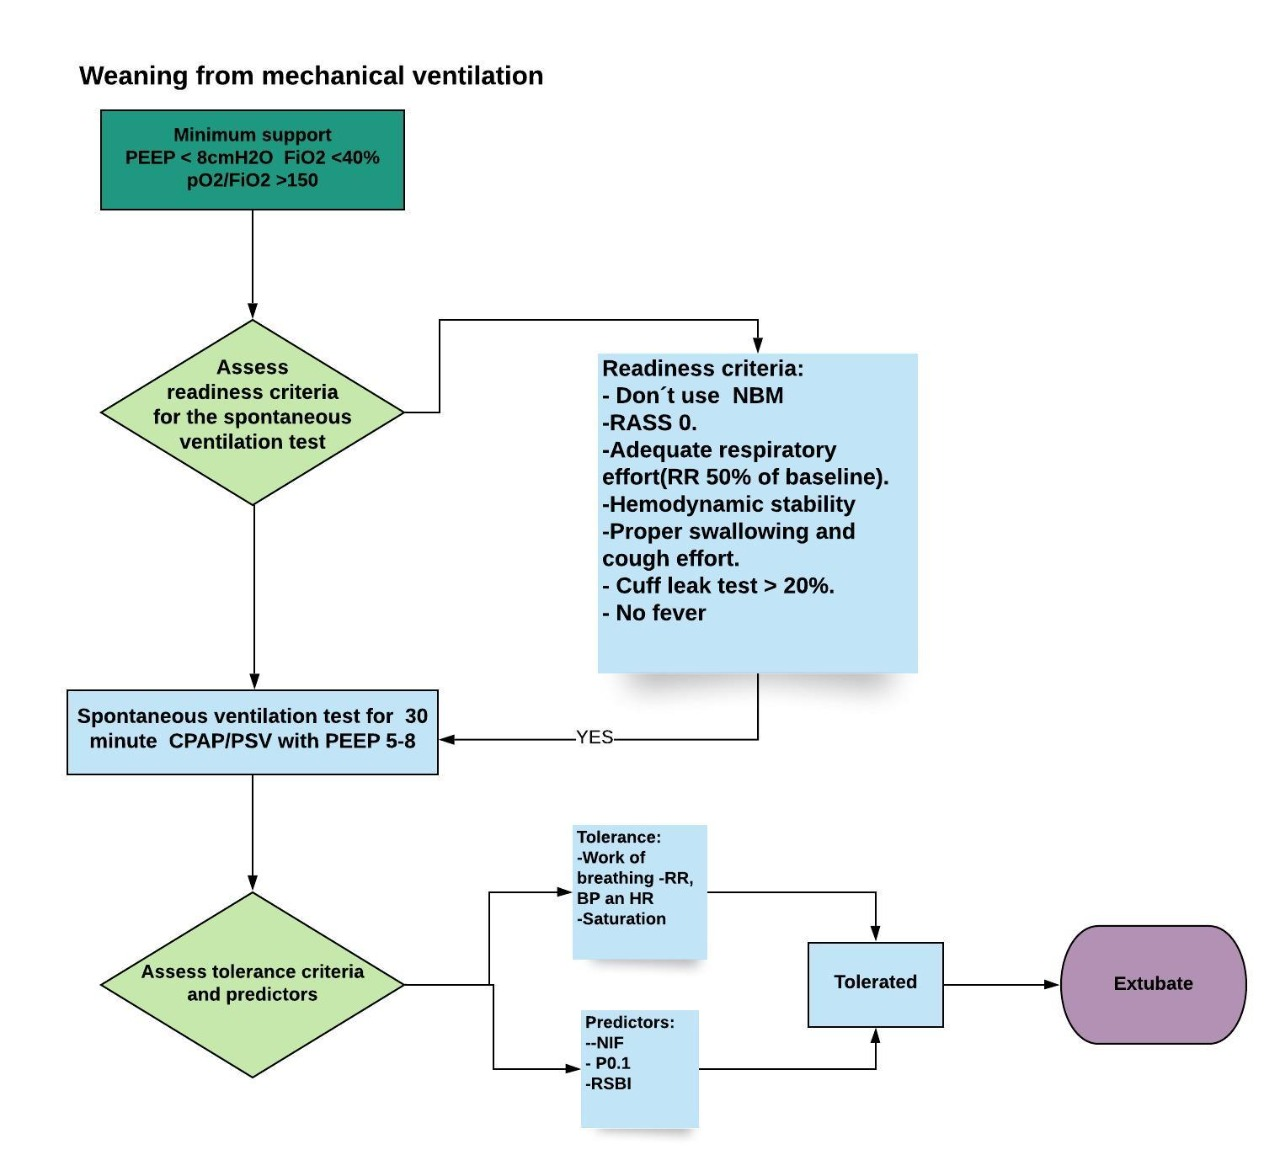 Weaning from mechanical ventilation
Minimum support
PEEP < 8cmH2O  FiO2 <40%
pO2/FiO2 >150
Assess
readiness criteria
for the spontaneous
ventilation test
Readiness criteria:
- Don´t use  NBM
-RASS 0.
-Adequate respiratory
effort(RR 50% of baseline).
-Hemodynamic stability
-Proper swallowing and
cough effort.
- Cuff leak test > 20%.
- No fever
YES
Spontaneous ventilation test for  30
minute  CPAP/PSV with PEEP 5-8
Assess tolerance criteria
and predictors
Tolerance:
-Work of
breathing -RR,
BP an HR
-Saturation
Predictors:
--NIF
- P0.1
-RSBI
Tolerated
Extubate